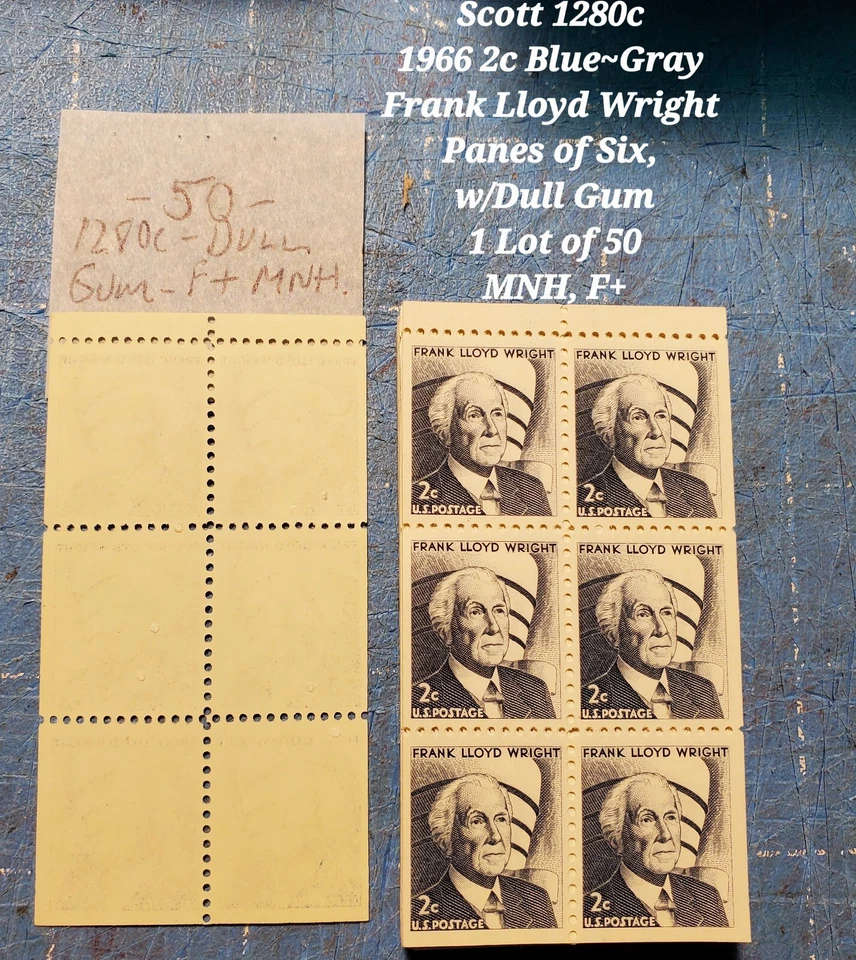 Scott 1280c
1966 2c Blue~Gray
Frank Lloyd Wright
Panes of Six,
w/Dull Gum
1 Lot of 50
MNH, F+
- 50 -
1280c - DULL
GUM - F+ MNH.
FRANK LLOYD WRIGHT
2c
U.S.POSTAGE
FRANK LLOYD WRIGHT
2c
U.S.POSTAGE
FRANK LLOYD WRIGHT
2c
U.S.POSTAGE
FRANK LLOYD WRIGHT
2c
U.S.POSTAGE
FRANK LLOYD WRIGHT
2c
U.S.POSTAGE
FRANK LLOYD WRIGHT
2c
U.S.POSTAGE